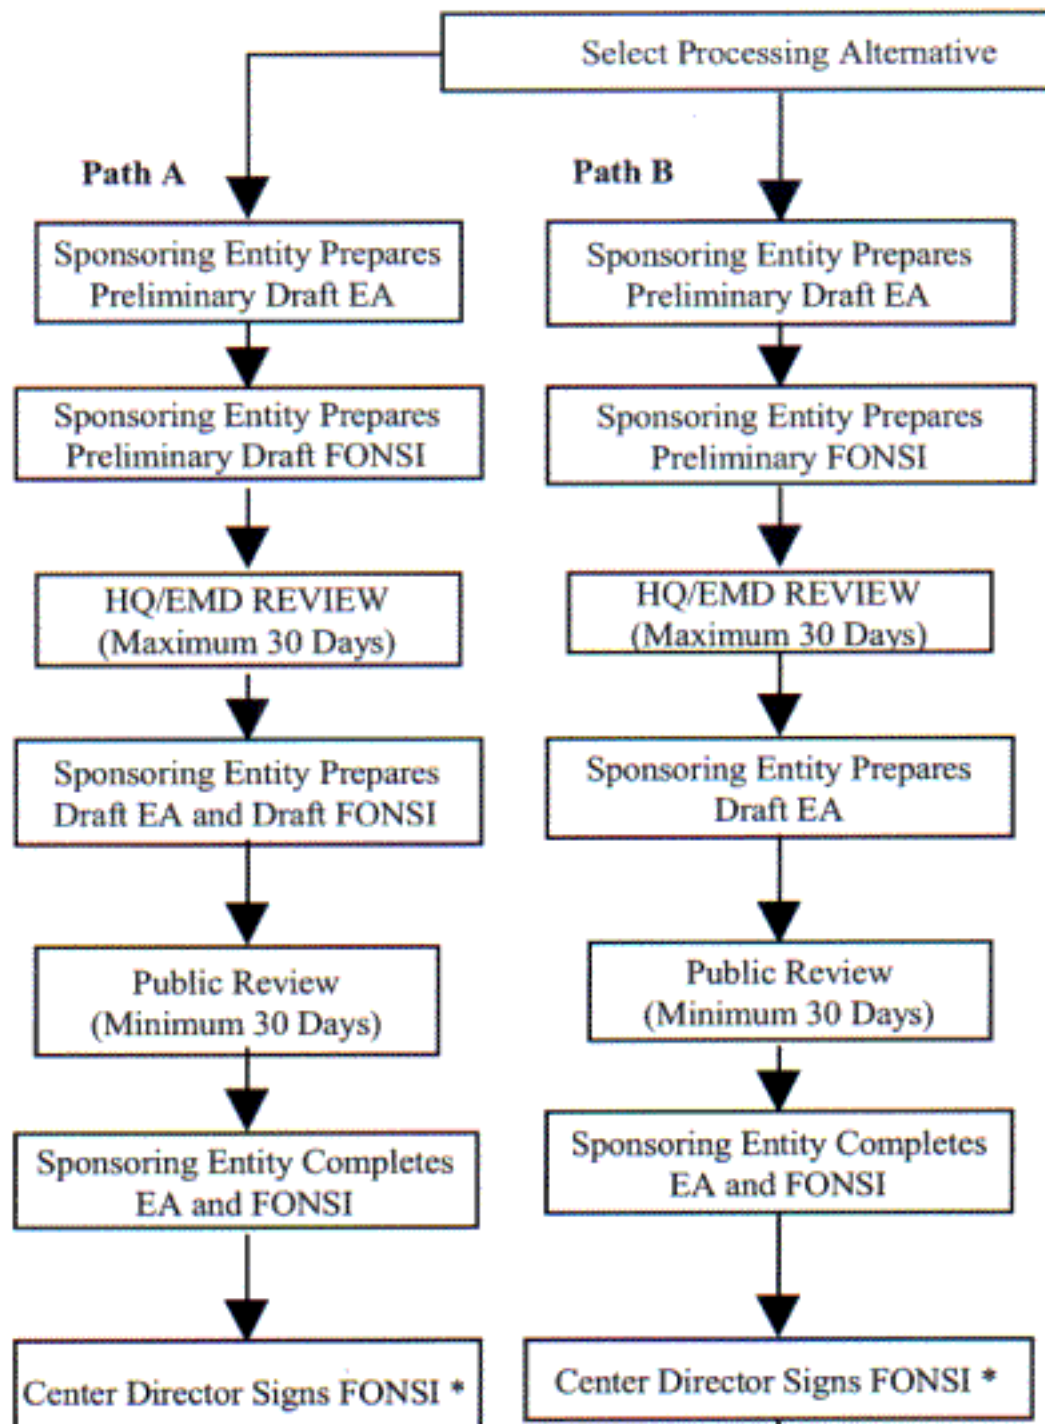 Select Processing Alternative
Path A
Sponsoring Entity Prepares
Preliminary Draft EA
Sponsoring Entity Prepares
Preliminary Draft FONSI
HQ/EMD REVIEW
(Maximum 30 Days)
Sponsoring Entity Prepares
Draft EA and Draft FONSI
Public Review
(Minimum 30 Days)
Sponsoring Entity Completes
EA and FONSI
Center Director Signs FONSI *
Path B
Sponsoring Entity Prepares
Preliminary Draft EA
Sponsoring Entity Prepares
Preliminary FONSI
HQ/EMD REVIEW
(Maximum 30 Days)
Sponsoring Entity Prepares
Draft EA
Public Review
(Minimum 30 Days)
Sponsoring Entity Completes
EA and FONSI
Center Director Signs FONSI *